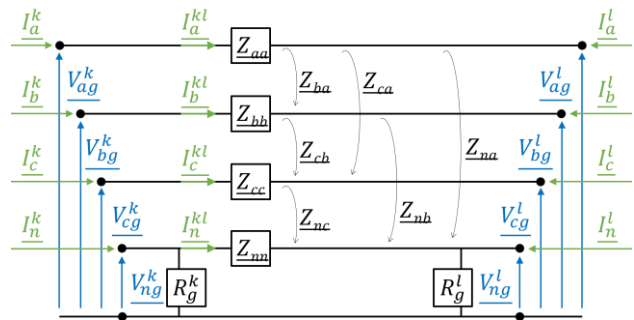 I_a^k I_a^{kl} Z_aa I_a^l
V_ag^k Z_ba Z_ca V_ag^l
I_b^k I_b^{kl} Z_bb I_b^l
V_bg^k Z_cb Z_na V_bg^l
I_c^k I_c^{kl} Z_cc I_c^l
V_cg^k Z_nc Z_nb V_cg^l
I_n^k I_n^{kl} Z_nn I_n^l
V_ng^k R_g^k R_g^l V_ng^l